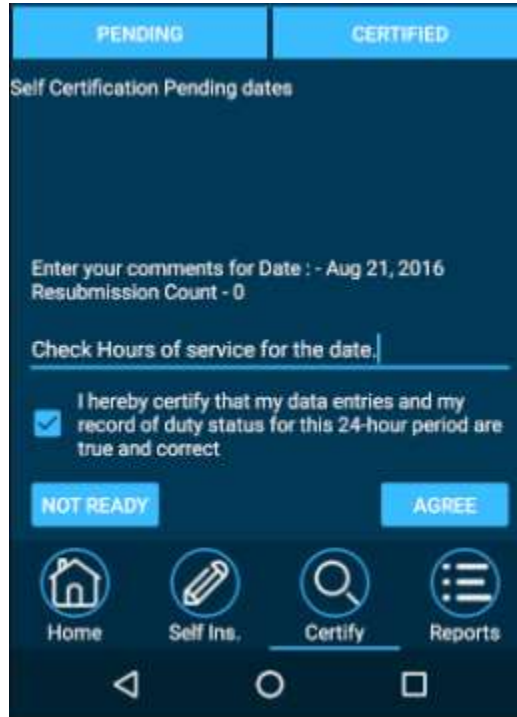 PENDING
CERTIFIED
Self Certification Pending dates
Enter your comments for Date : - Aug 21, 2016
Resubmission Count - 0
Check Hours of service for the date.
I hereby certify that my data entries and my
record of duty status for this 24-hour period are
true and correct
NOT READY
AGREE
Home
Self Ins.
Certify
Reports